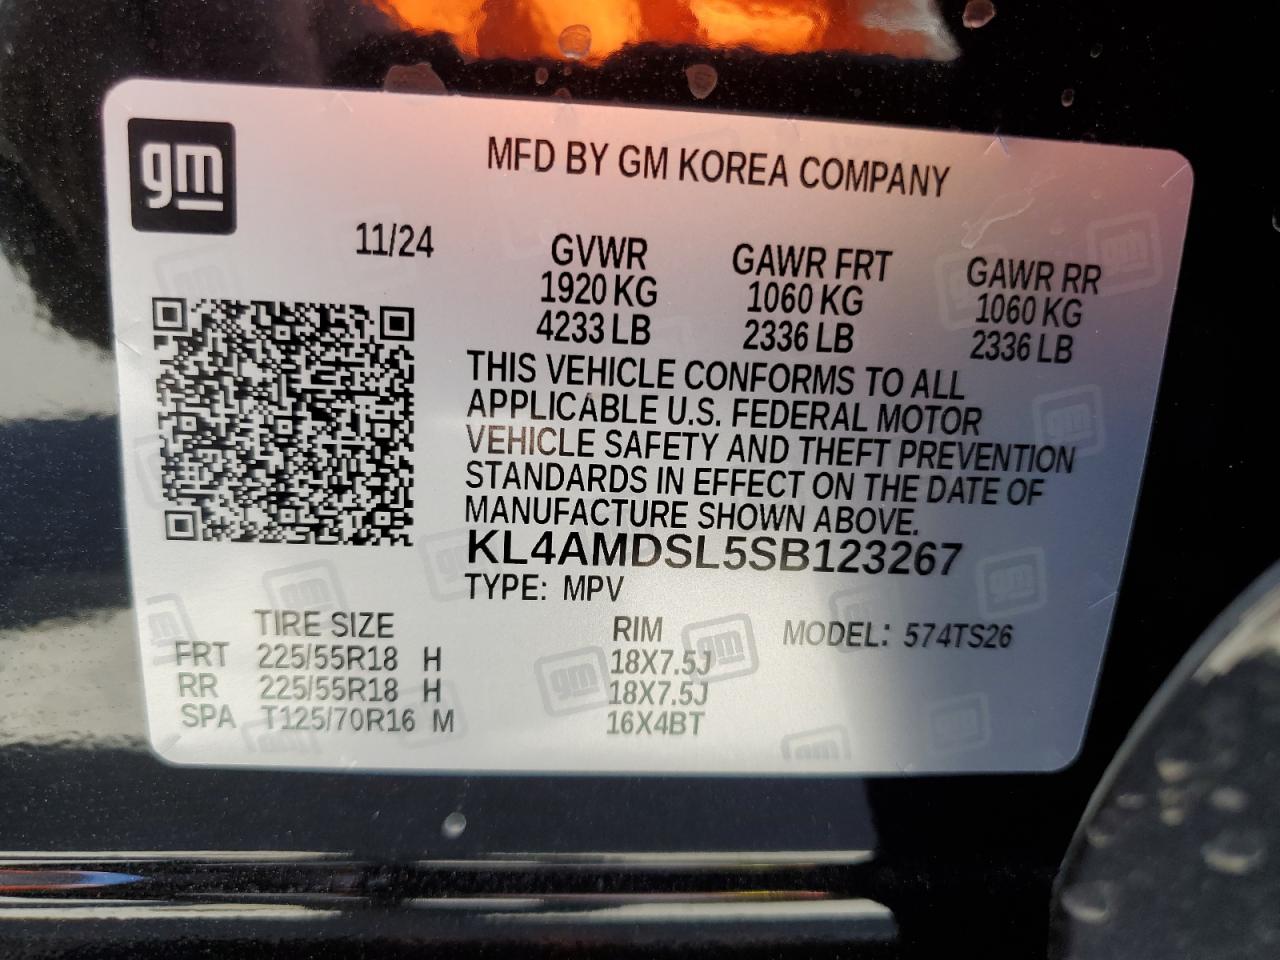 gm
MFD BY GM KOREA COMPANY
11/24
GVWR
1920 KG
4233 LB
GAWR FRT
1060 KG
2336 LB
GAWR RR
1060 KG
2336 LB
THIS VEHICLE CONFORMS TO ALL
APPLICABLE U.S. FEDERAL MOTOR
VEHICLE SAFETY AND THEFT PREVENTION
STANDARDS IN EFFECT ON THE DATE OF
MANUFACTURE SHOWN ABOVE.
KL4AMDSL5SB123267
TYPE: MPV
TIRE SIZE RIM MODEL: 574TS26
FRT 225/55R18 H 18X7.5J
RR 225/55R18 H 18X7.5J
SPA T125/70R16 M 16X4BT